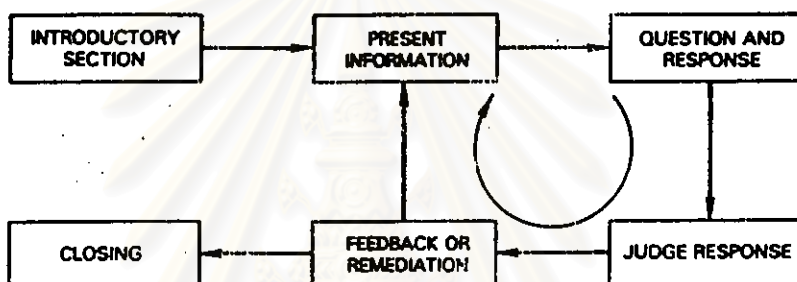 INTRODUCTORY
SECTION
PRESENT
INFORMATION
QUESTION AND
RESPONSE
CLOSING
FEEDBACK OR
REMEDIATION
JUDGE RESPONSE